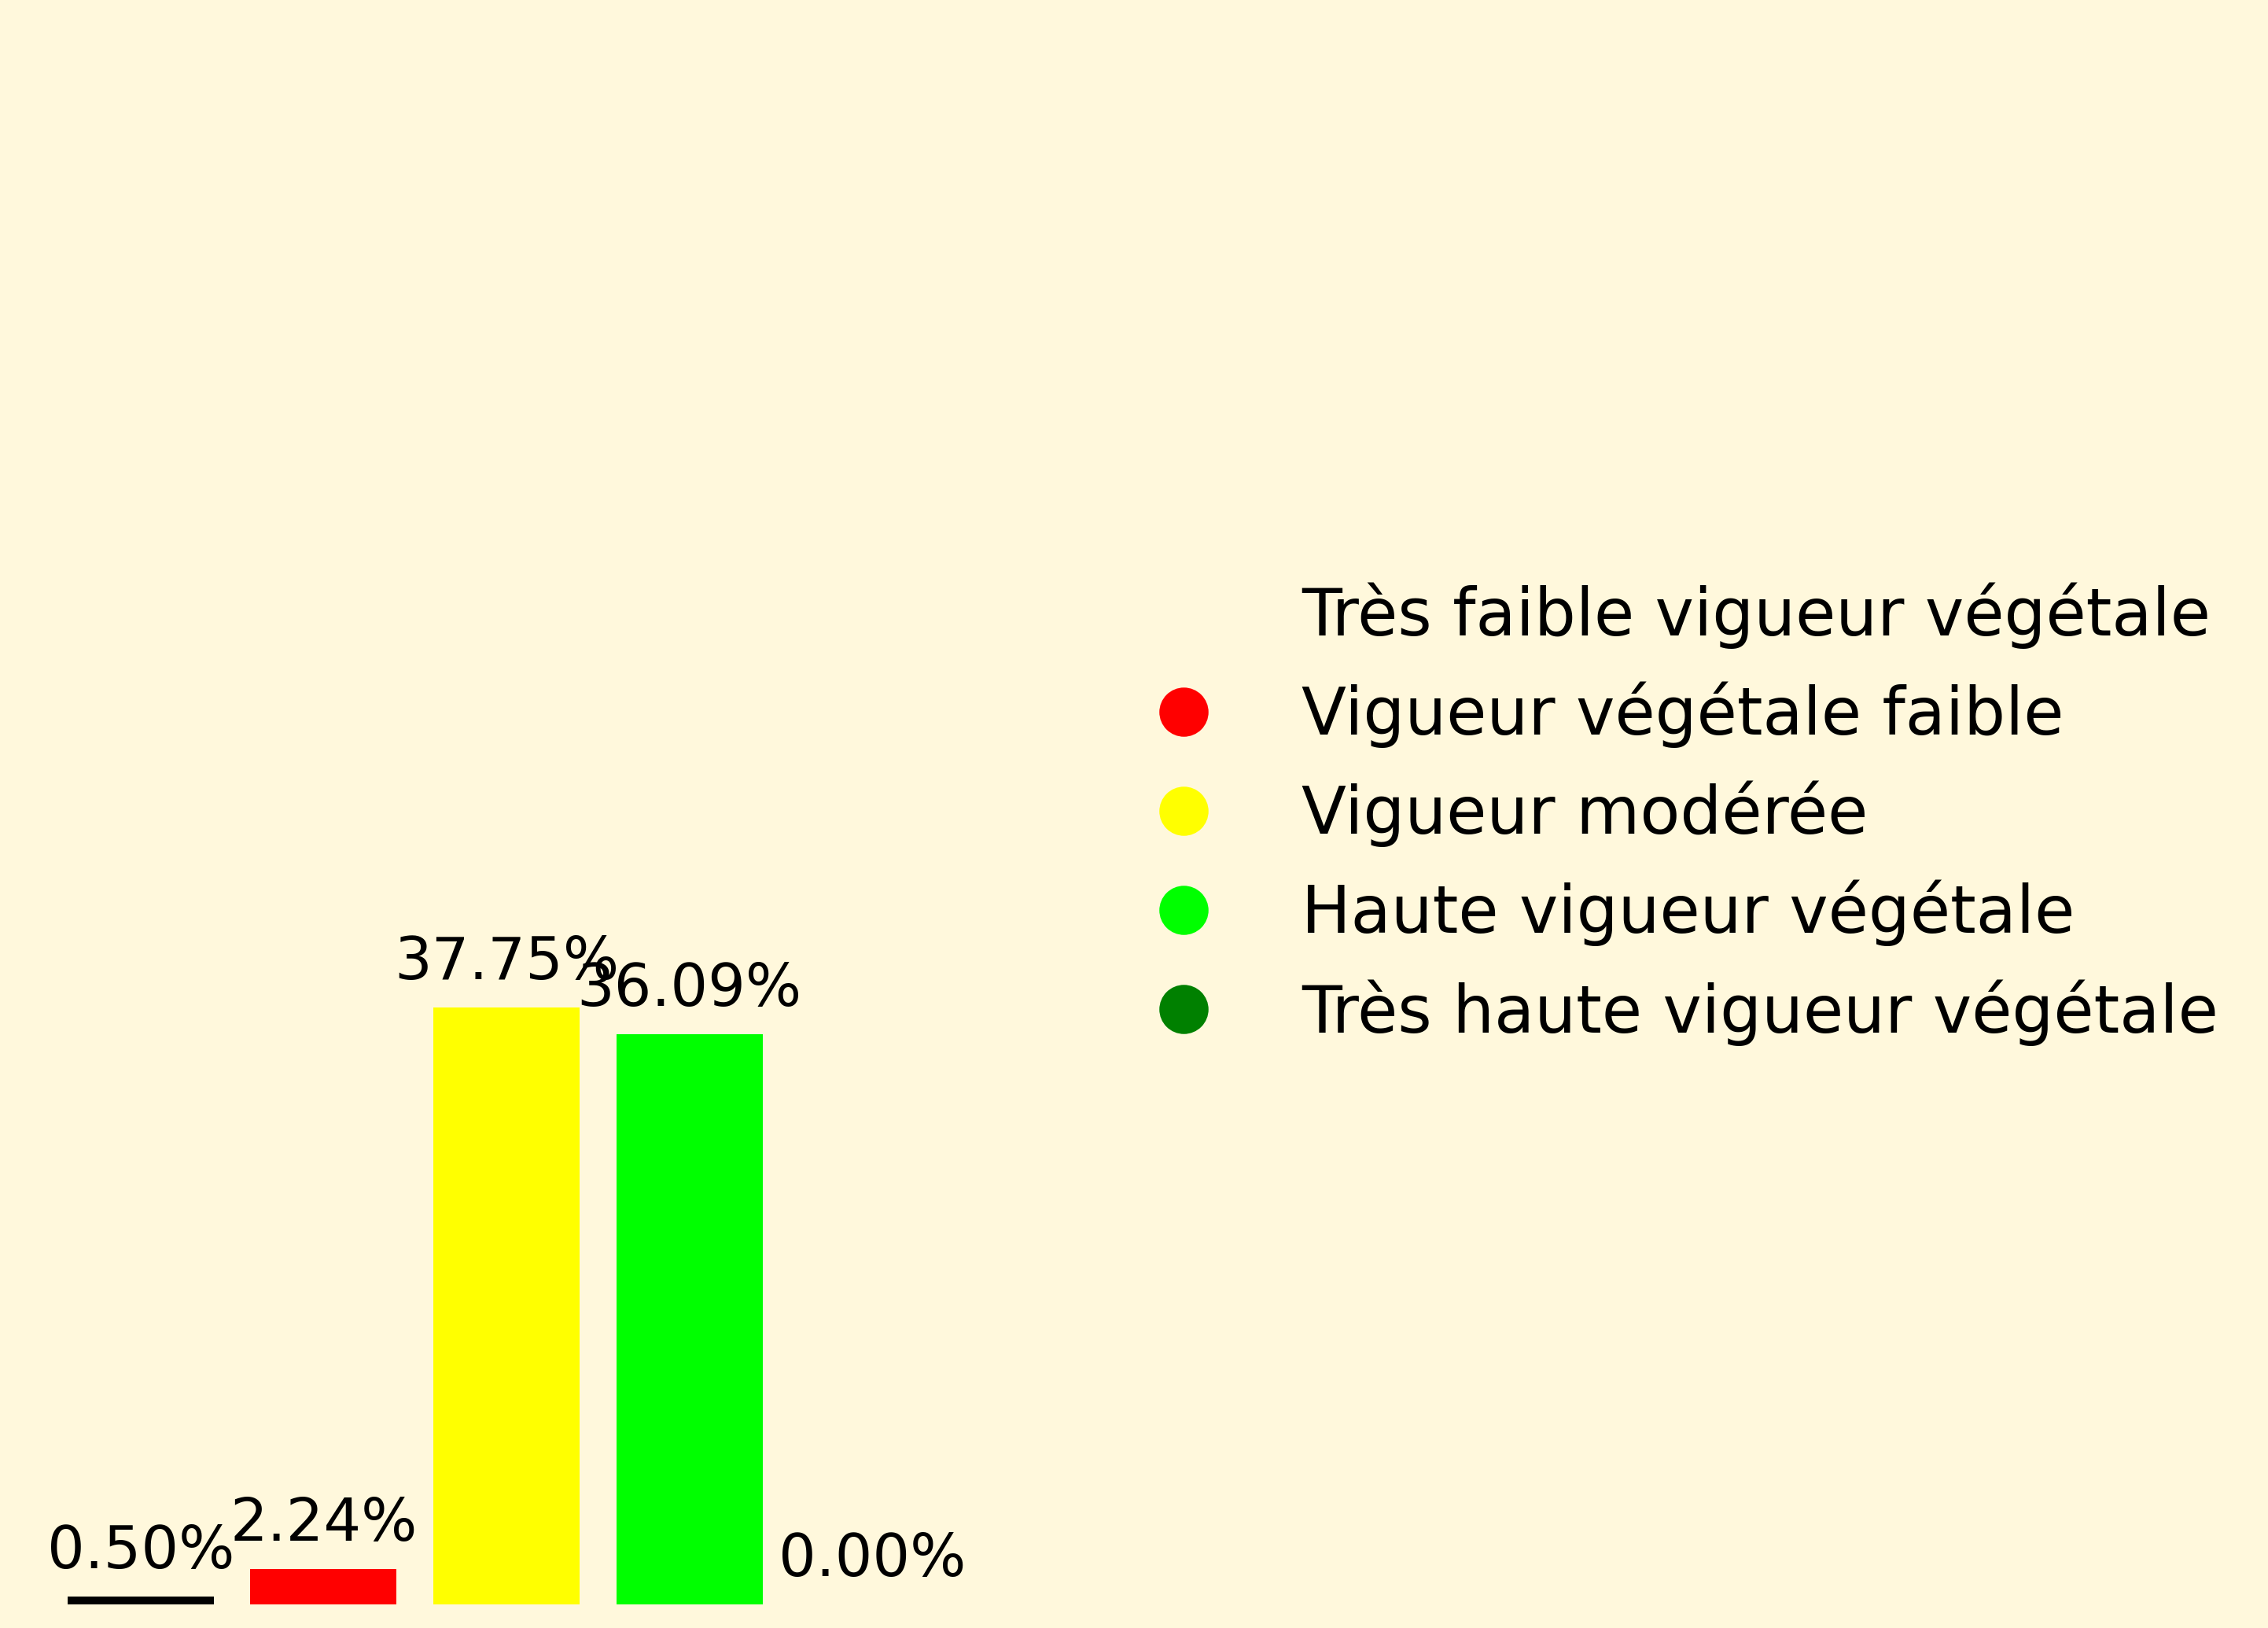 Très faible vigueur végétale
Vigueur végétale faible
Vigueur modérée
Haute vigueur végétale
Très haute vigueur végétale
37.75%
36.09%
2.24%
0.50%
0.00%